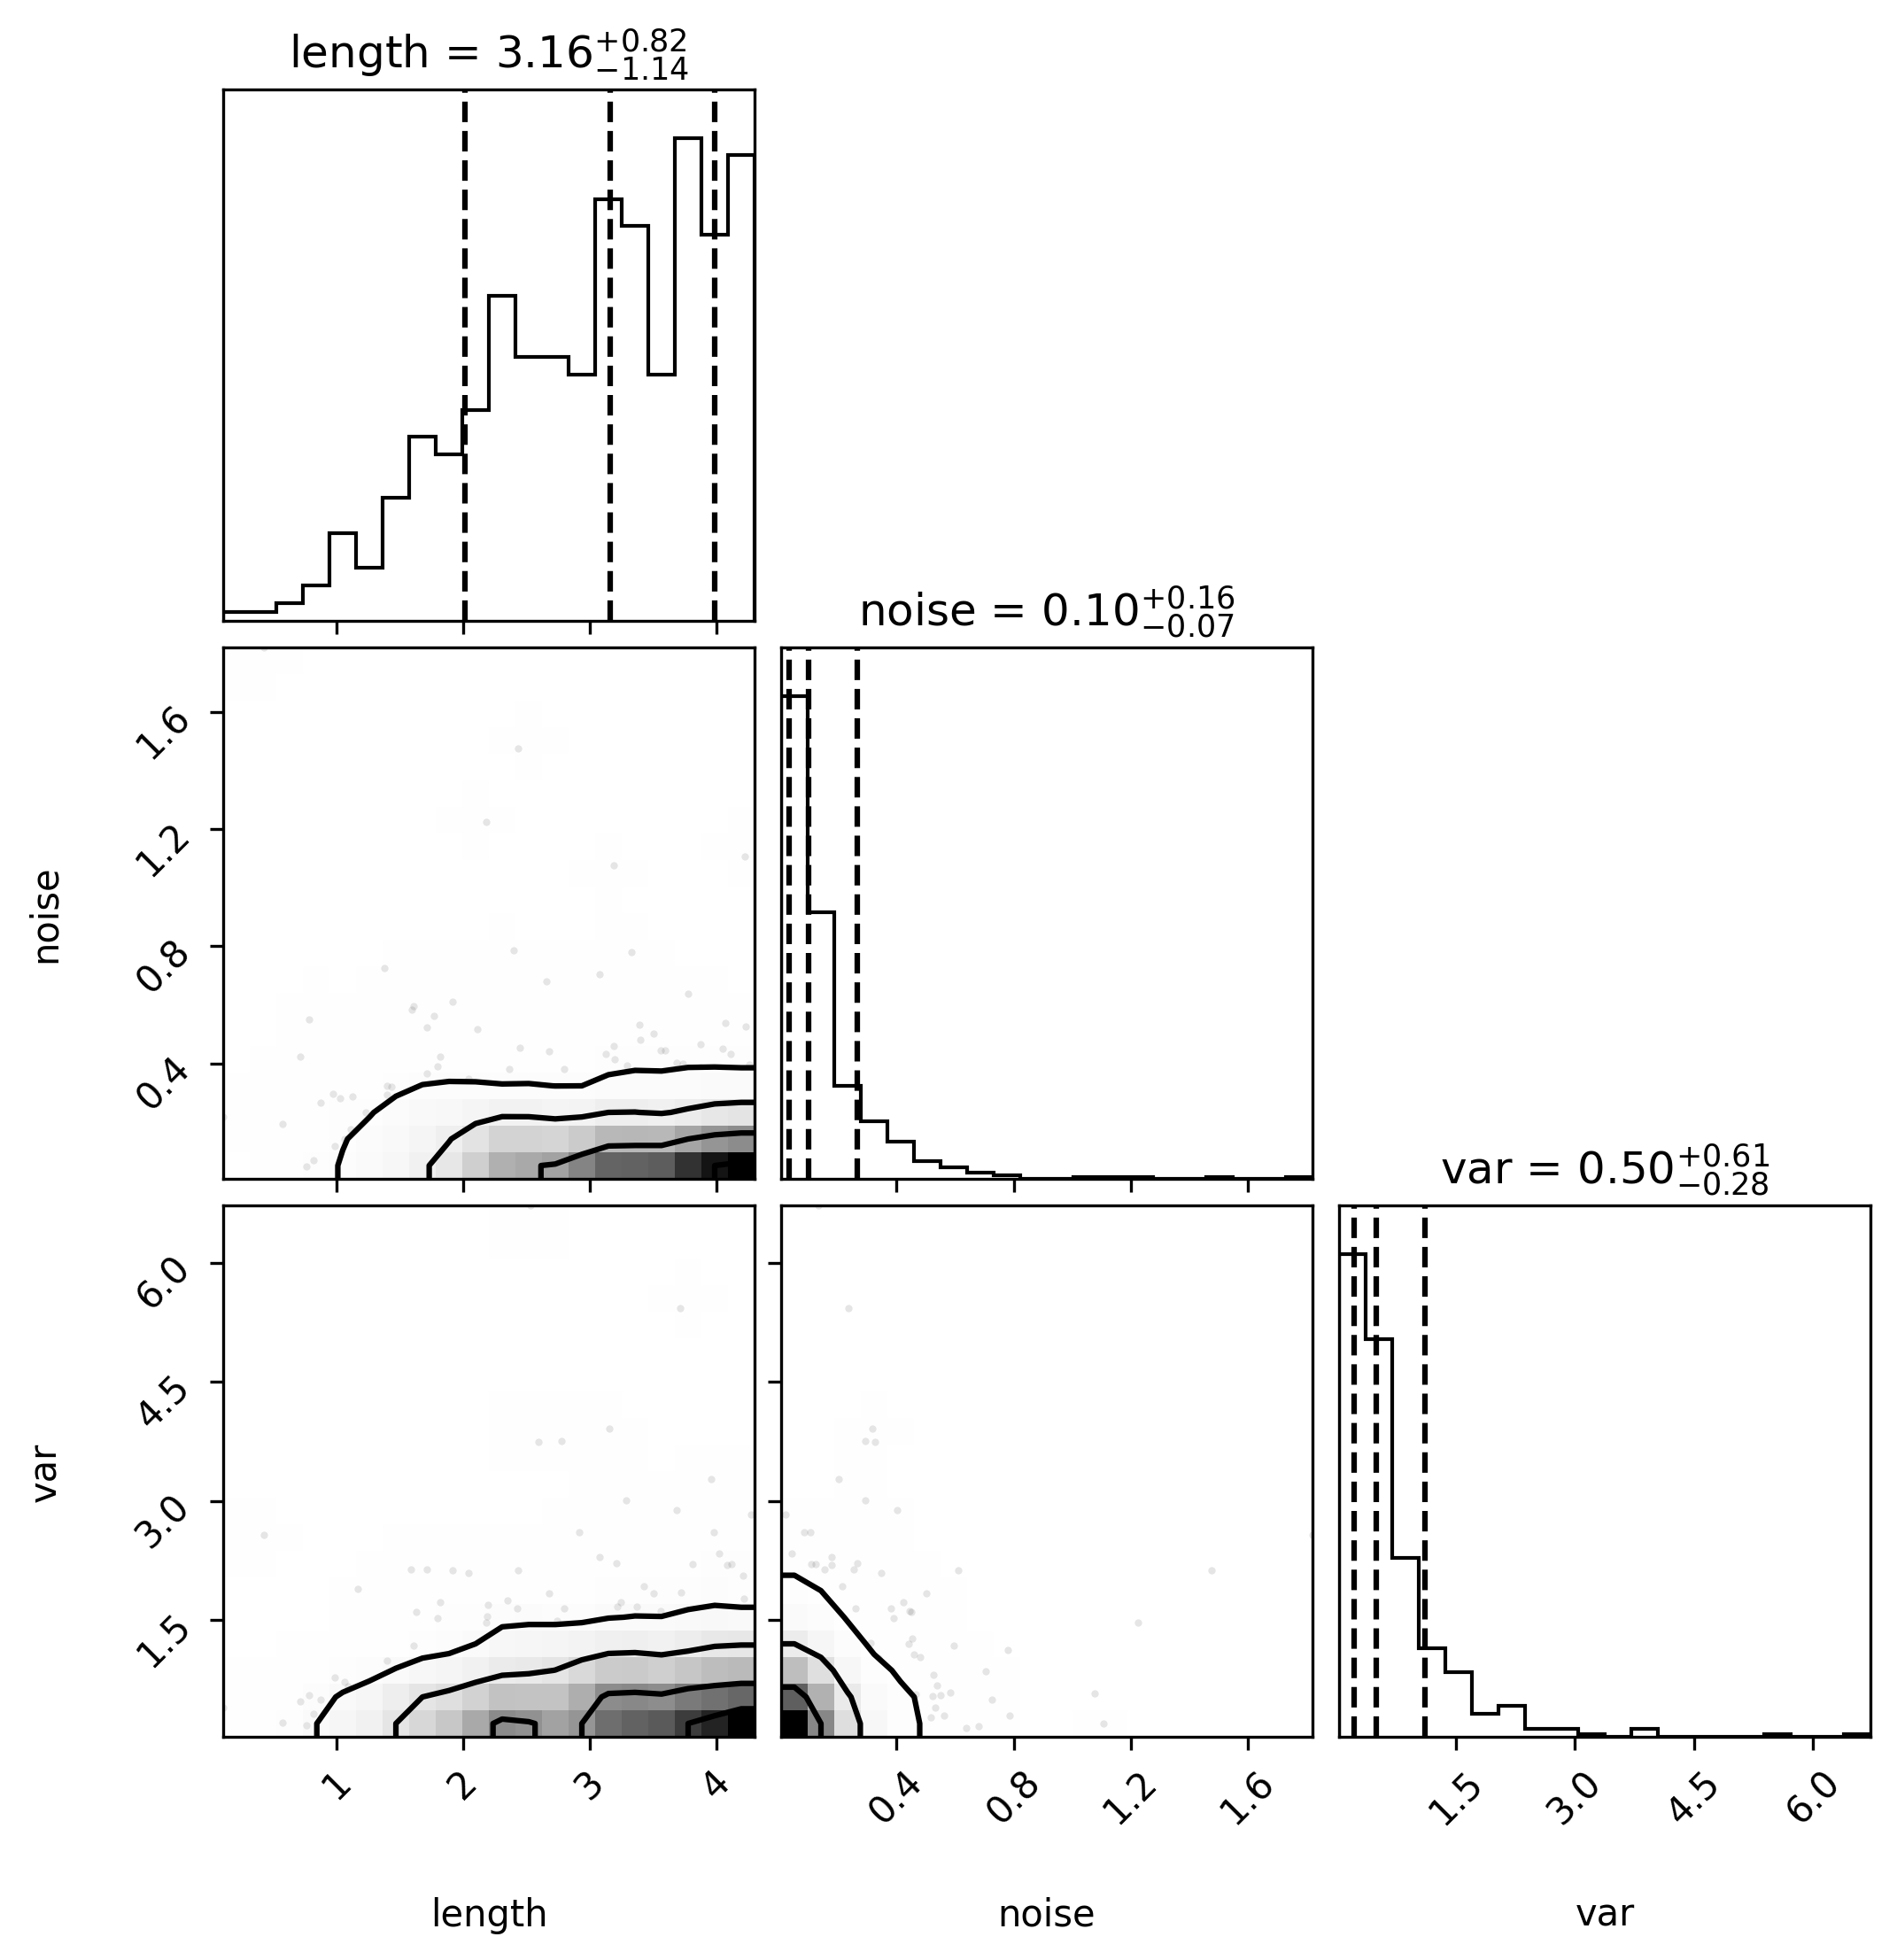 length = 3.16+0.82−1.14
noise = 0.10+0.16−0.07
1.6
1.2
0.8
0.4
noise
var = 0.50+0.61−0.28
6.0
4.5
3.0
1.5
var
1 2 3 4
0.4 0.8 1.2 1.6
1.5 3.0 4.5 6.0
length noise var